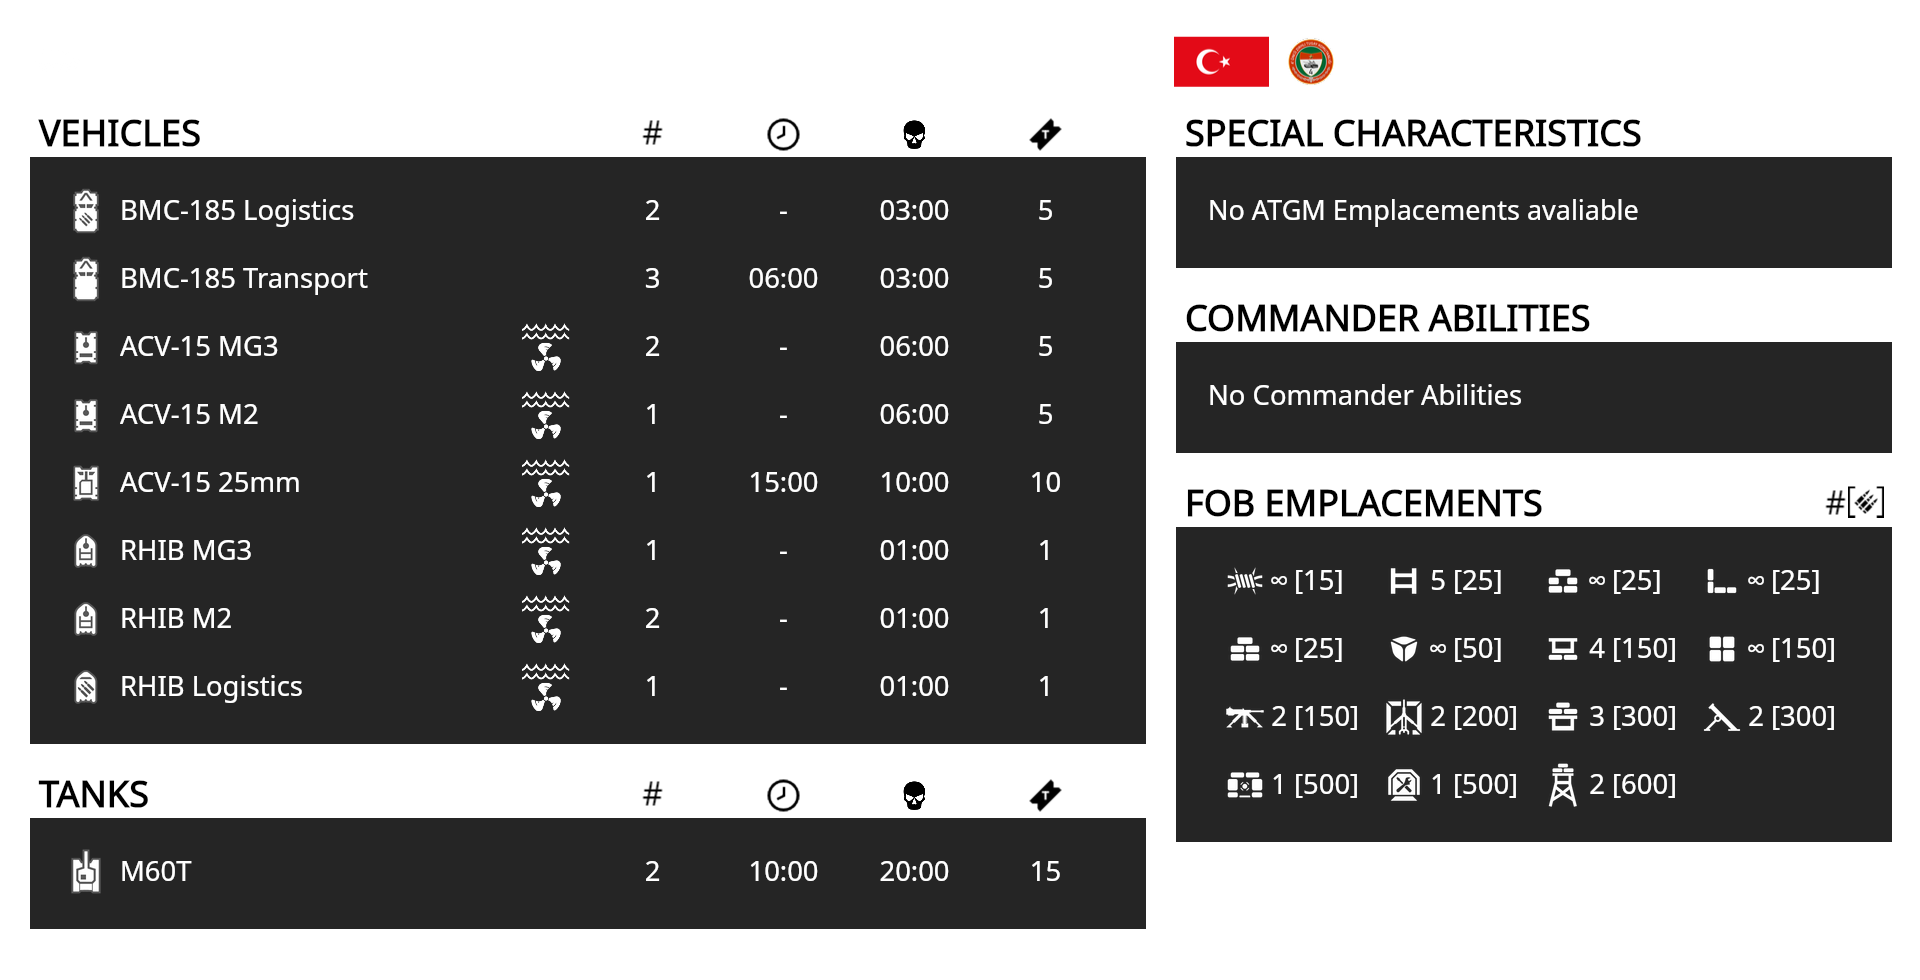 VEHICLES #
BMC-185 Logistics 2 - 03:00 5
BMC-185 Transport 3 06:00 03:00 5
ACV-15 MG3 2 - 06:00 5
ACV-15 M2 1 - 06:00 5
ACV-15 25mm 1 15:00 10:00 10
RHIB MG3 1 - 01:00 1
RHIB M2 2 - 01:00 1
RHIB Logistics 1 - 01:00 1
TANKS #
M60T 2 10:00 20:00 15
SPECIAL CHARACTERISTICS
No ATGM Emplacements avaliable
COMMANDER ABILITIES
No Commander Abilities
FOB EMPLACEMENTS #[ ]
∞ [15] 5 [25] ∞ [25] ∞ [25]
∞ [25] ∞ [50] 4 [150] ∞ [150]
2 [150] 2 [200] 3 [300] 2 [300]
1 [500] 1 [500] 2 [600]